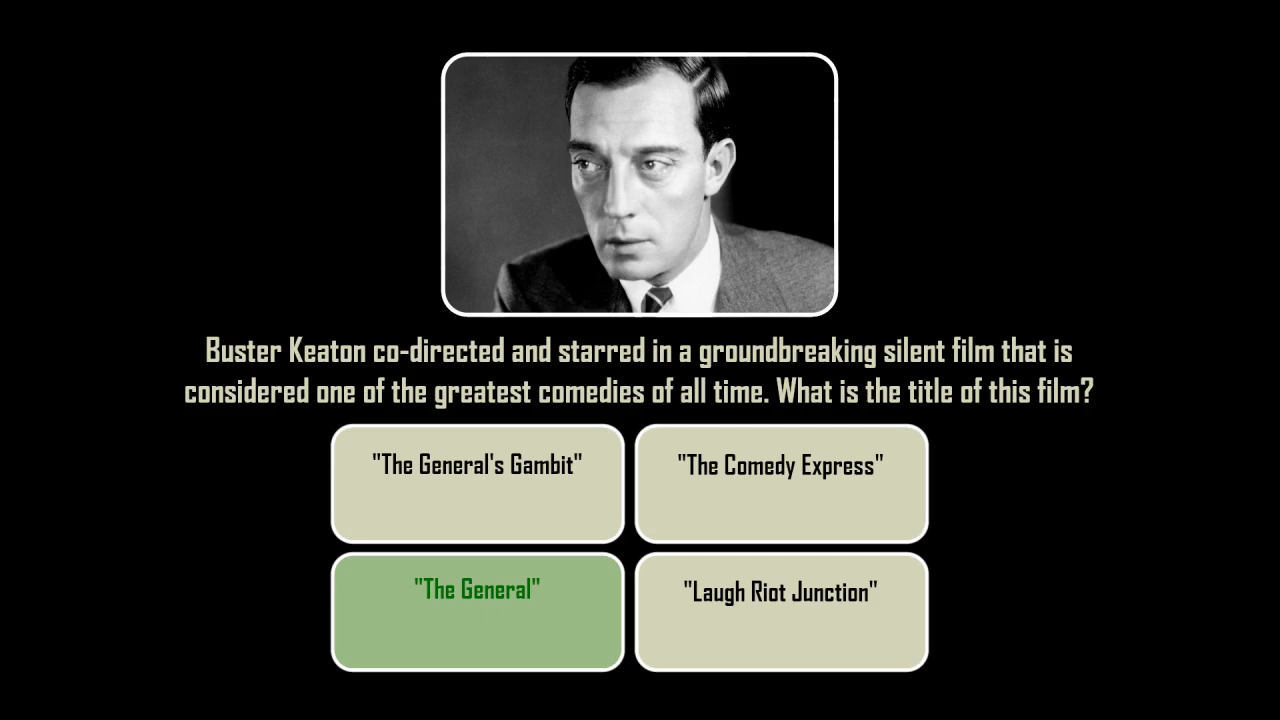 Buster Keaton co-directed and starred in a groundbreaking silent film that is
considered one of the greatest comedies of all time. What is the title of this film?
"The General's Gambit"
"The Comedy Express"
"The General"
"Laugh Riot Junction"